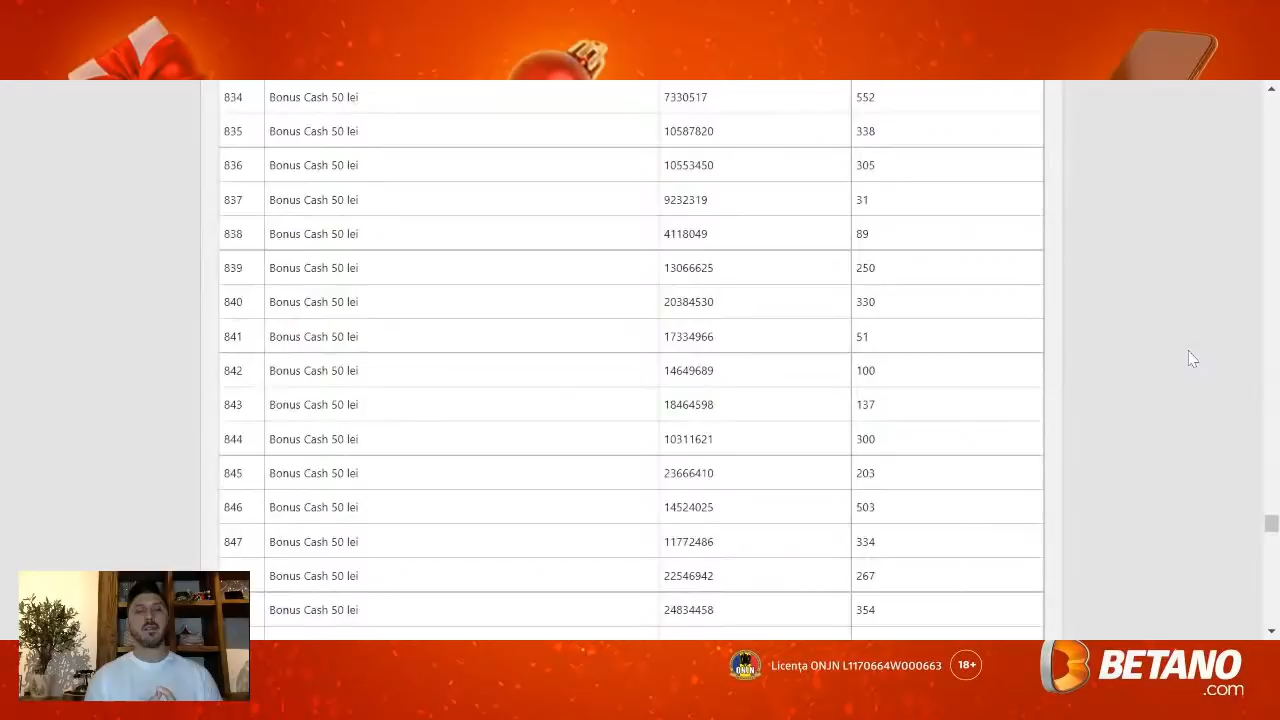 834 Bonus Cash 50 lei 7330517 552
835 Bonus Cash 50 lei 10587820 338
836 Bonus Cash 50 lei 10553450 305
837 Bonus Cash 50 lei 9232319 31
838 Bonus Cash 50 lei 4118049 89
839 Bonus Cash 50 lei 13066625 250
840 Bonus Cash 50 lei 20384530 330
841 Bonus Cash 50 lei 17334966 51
842 Bonus Cash 50 lei 14649689 100
843 Bonus Cash 50 lei 18464598 137
844 Bonus Cash 50 lei 10311621 300
845 Bonus Cash 50 lei 23666410 203
846 Bonus Cash 50 lei 14524025 503
847 Bonus Cash 50 lei 11772486 334
Bonus Cash 50 lei 22546942 267
Bonus Cash 50 lei 24834458 354
ONJN Licența ONJN L1170664W000663 18+
BETANO
.com